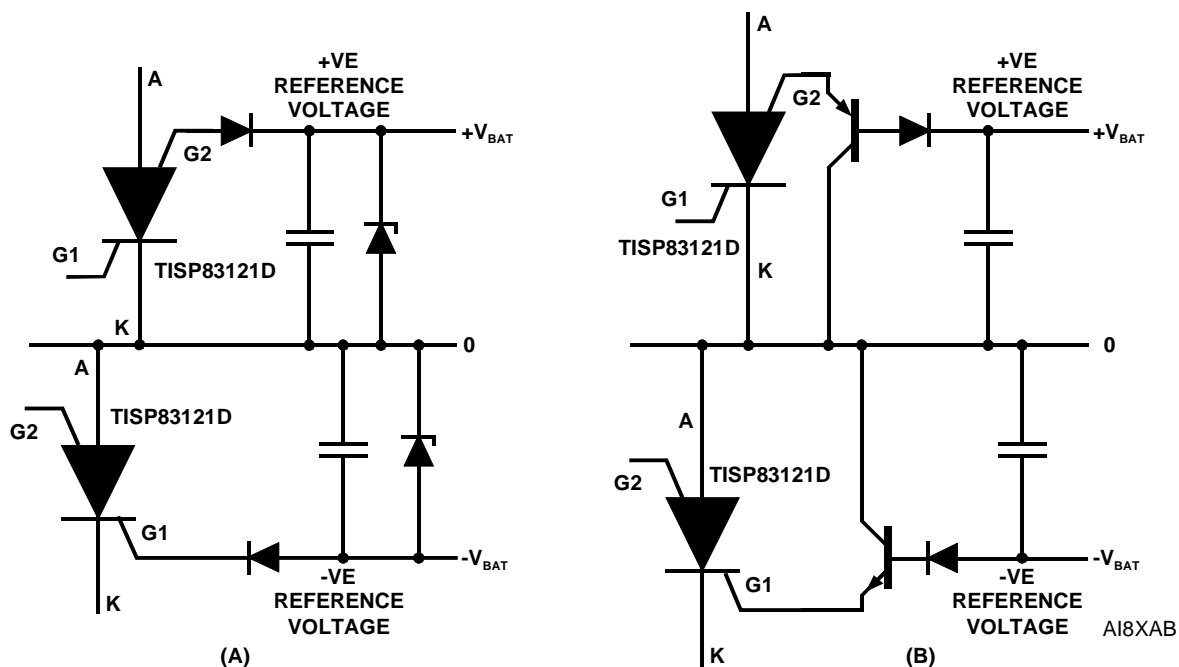 A
+VE
REFERENCE
VOLTAGE
G2
+VBAT
G1
TISP83121D
K
0
A
TISP83121D
G2
G1
-VBAT
K
-VE
REFERENCE
VOLTAGE
(A)
A
+VE
REFERENCE
VOLTAGE
G2
+VBAT
G1
TISP83121D
K
0
A
TISP83121D
G2
G1
-VBAT
-VE
REFERENCE
VOLTAGE
K
(B)
AI8XAB